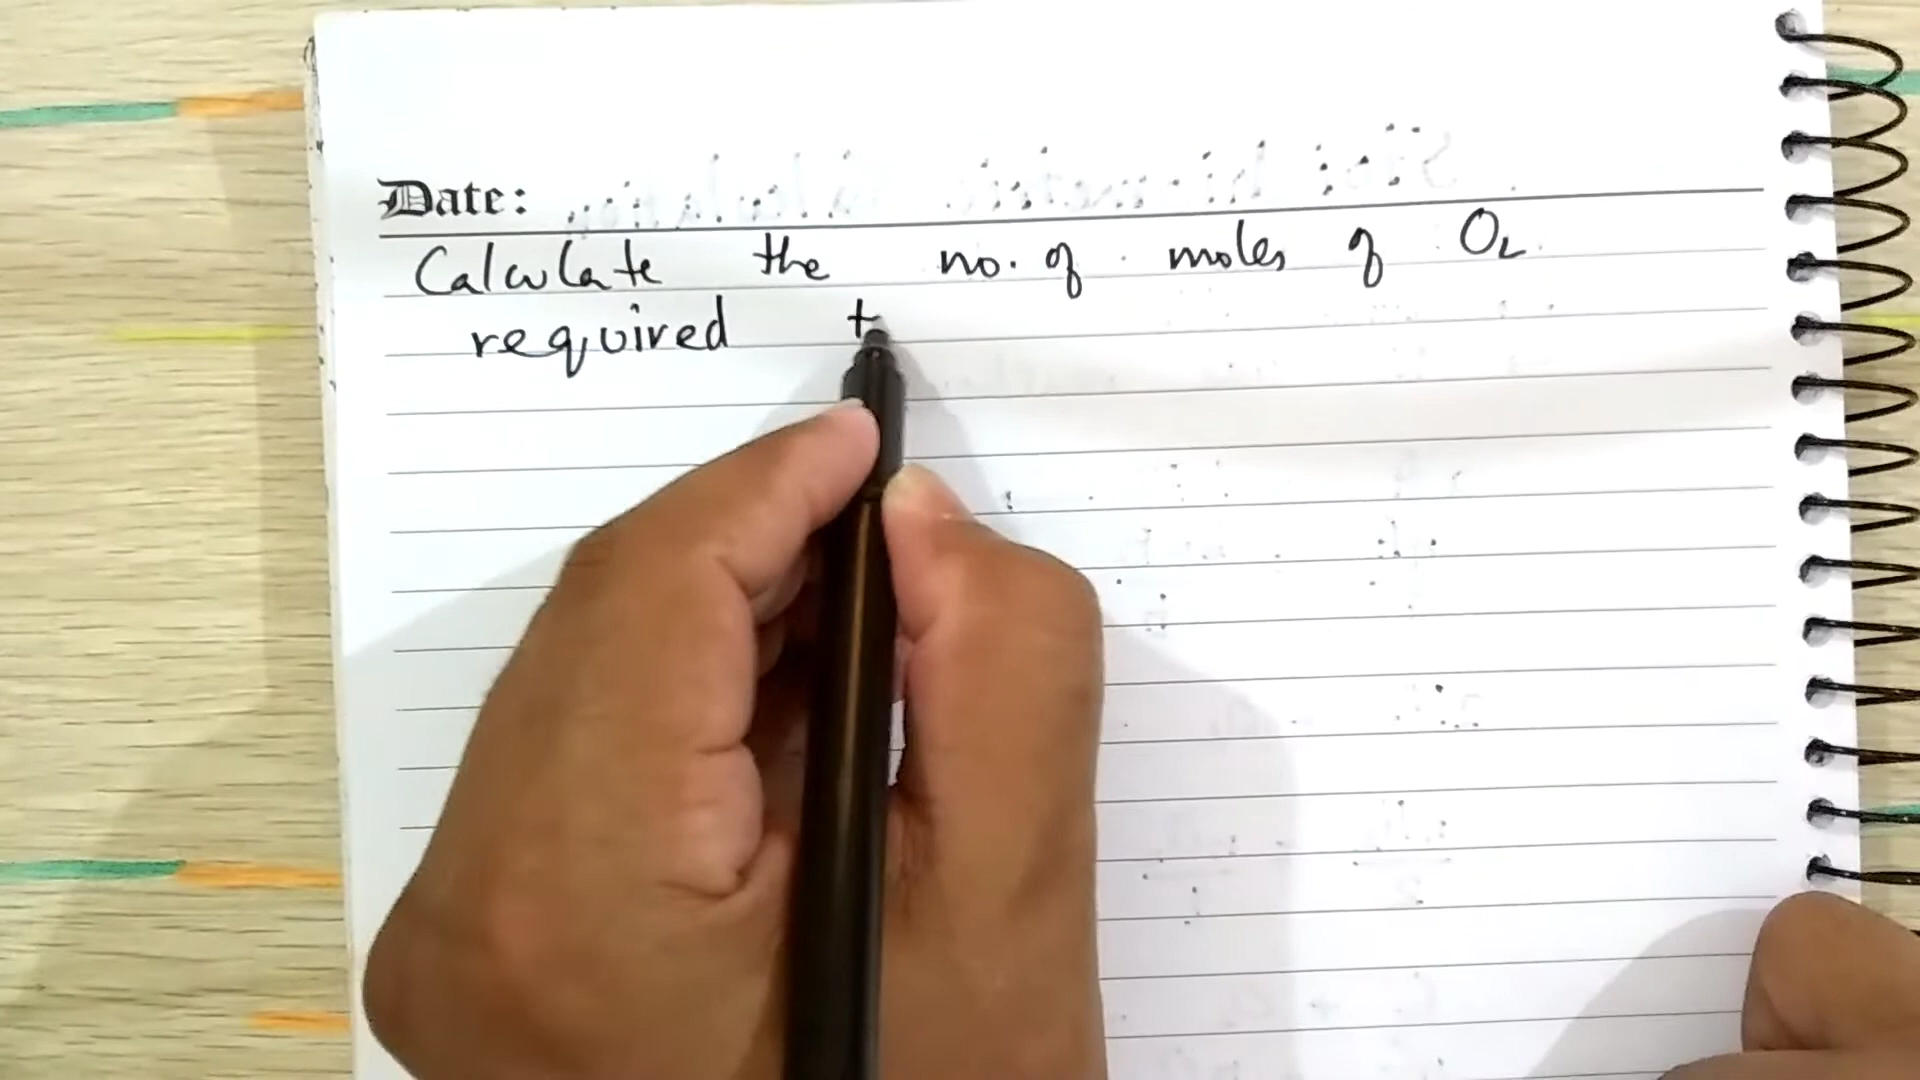 Date:
Calculate the no. of moles of O₂
required t